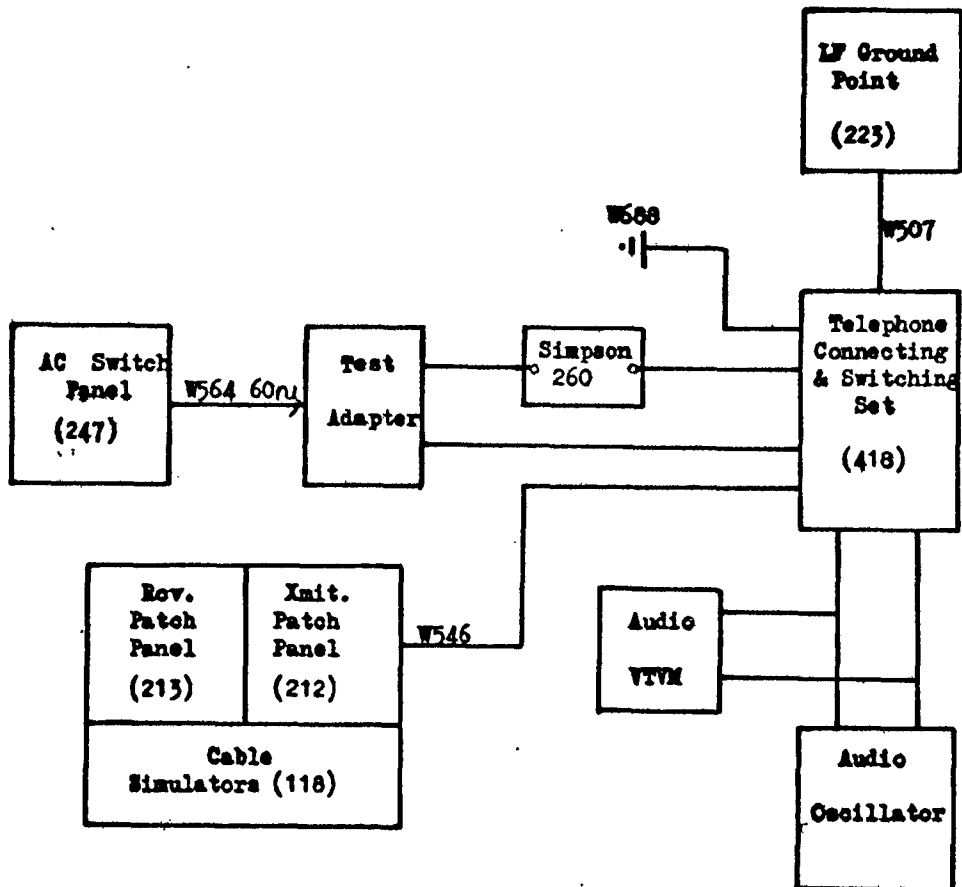 LF Ground
Point
(223)
W688
W507
AC Switch
Panel
(247)
W564 60∿
Test
Adapter
Simpson
260
Telephone
Connecting
& Switching
Set
(418)
Rcv.
Patch
Panel
(213)
Xmit.
Patch
Panel
(212)
W546
Cable
Simulators (118)
Audio
VTVM
Audio
Oscillator